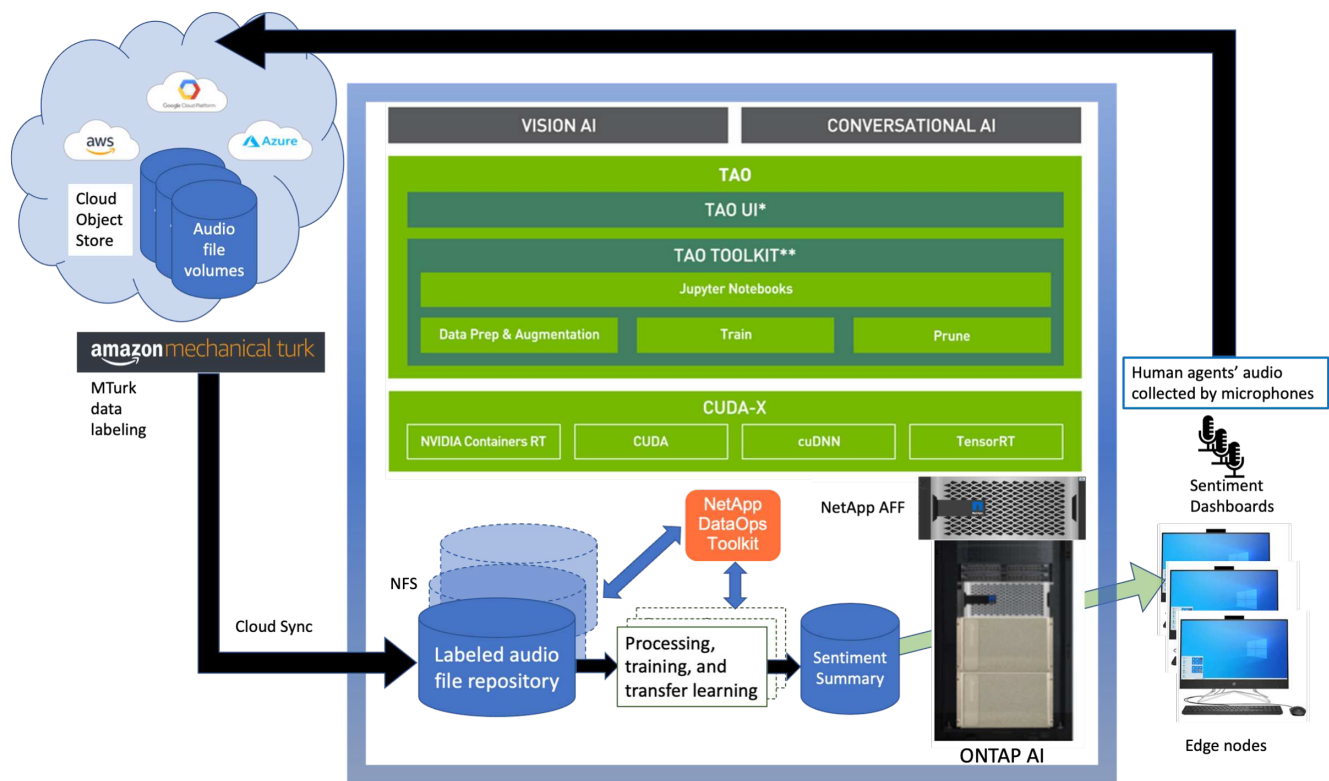 Google Cloud Platform
aws
Azure
Cloud
Object
Store
Audio
file
volumes
amazon mechanical turk
MTurk
data
labeling
VISION AI
CONVERSATIONAL AI
TAO
TAO UI*
TAO TOOLKIT**
Jupyter Notebooks
Data Prep & Augmentation
Train
Prune
CUDA-X
NVIDIA Containers RT
CUDA
cuDNN
TensorRT
Human agents’ audio
collected by microphones
Sentiment
Dashboards
NetApp
DataOps
Toolkit
NetApp AFF
NFS
Cloud Sync
Labeled audio
file repository
Processing,
training, and
transfer learning
Sentiment
Summary
ONTAP AI
Edge nodes